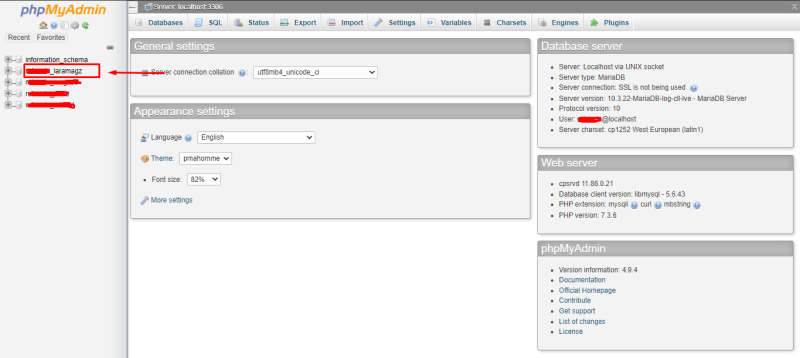 phpMyAdmin
Recent Favorites
information_schema
_laramagz
Server: localhost:3306
Databases SQL Status Export Import Settings Variables Charsets Engines Plugins
General settings
Server connection collation : utf8mb4_unicode_ci
Appearance settings
Language English
Theme: pmahomme
Font size: 82%
More settings
Database server
Server: Localhost via UNIX socket
Server type: MariaDB
Server connection: SSL is not being used
Server version: 10.3.22-MariaDB-log-cll-lve - MariaDB Server
Protocol version: 10
User: @localhost
Server charset: cp1252 West European (latin1)
Web server
cpsrvd 11.86.0.21
Database client version: libmysql - 5.6.43
PHP extension: mysqli curl mbstring
PHP version: 7.3.6
phpMyAdmin
Version information: 4.9.4
Documentation
Official Homepage
Contribute
Get support
List of changes
License